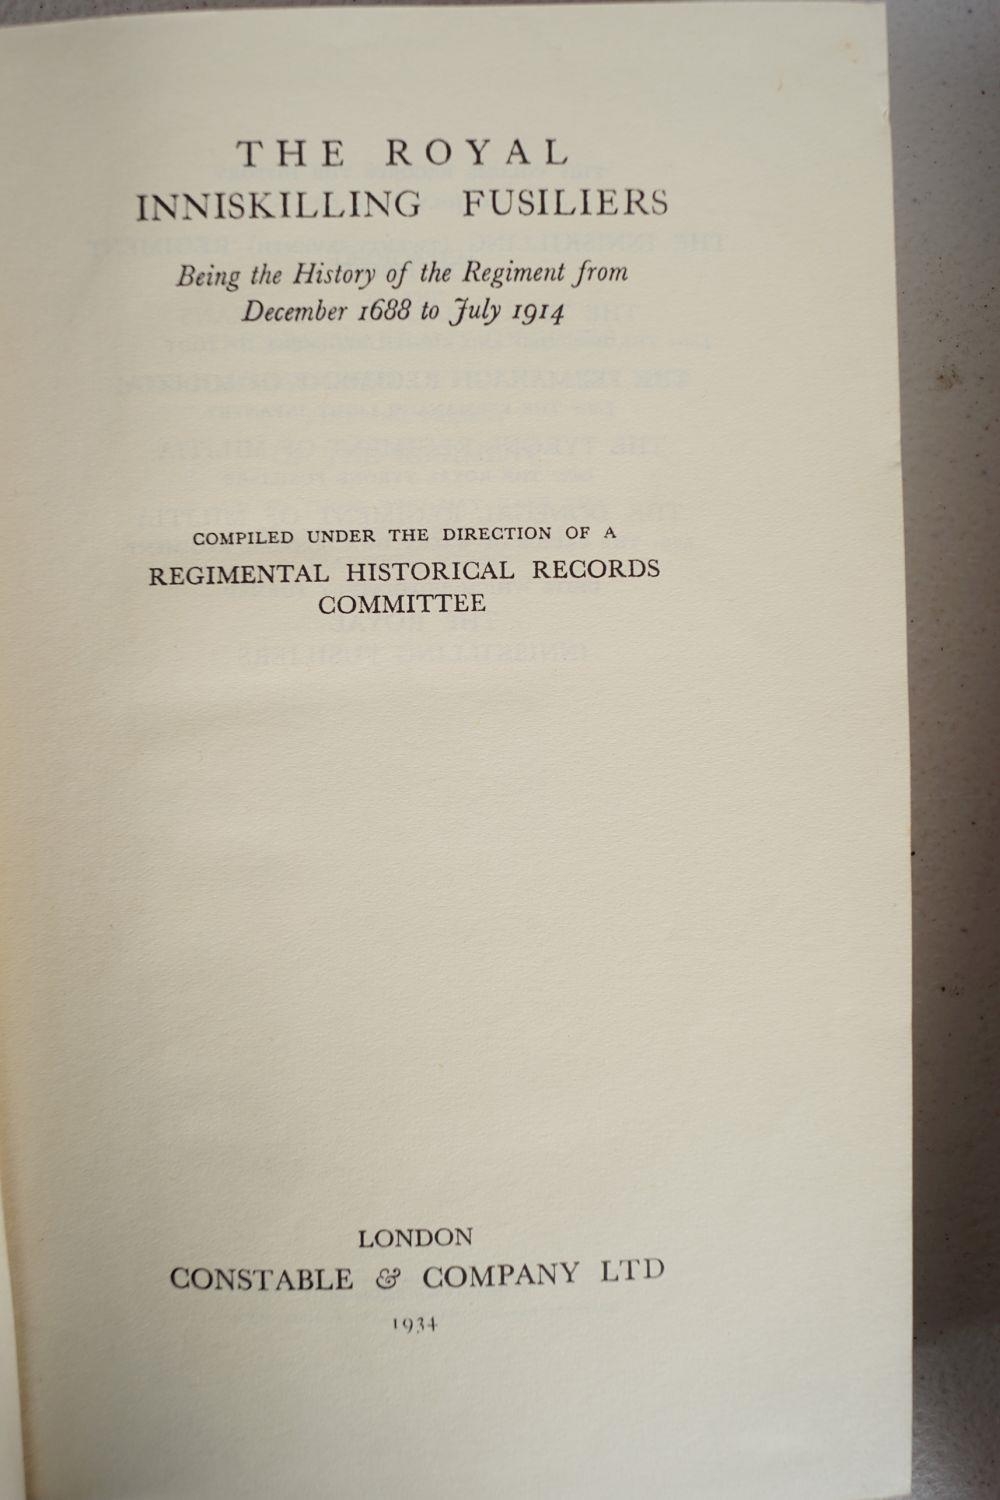 THE ROYAL
INNISKILLING FUSILIERS
Being the History of the Regiment from
December 1688 to July 1914
COMPILED UNDER THE DIRECTION OF A
REGIMENTAL HISTORICAL RECORDS
COMMITTEE
LONDON
CONSTABLE & COMPANY LTD
1934